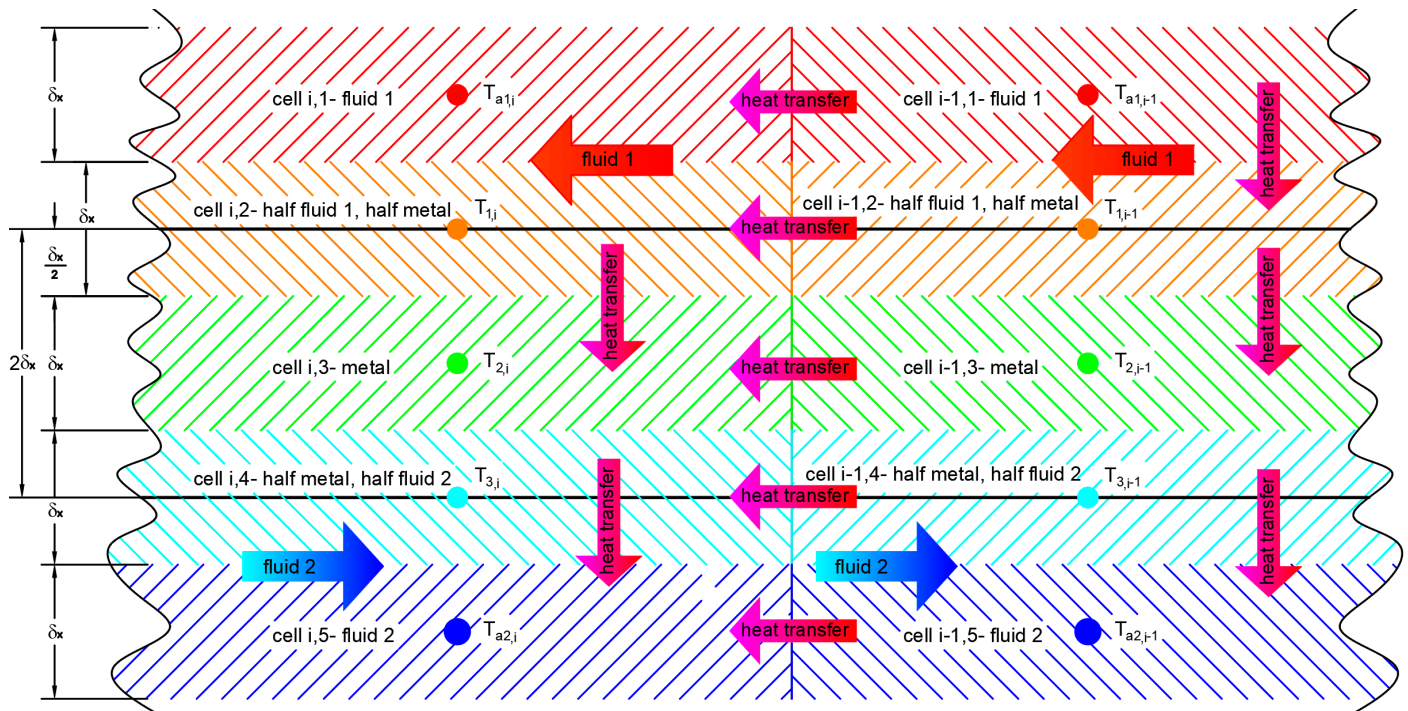 δx
cell i,1- fluid 1
Ta1,i
heat transfer
cell i-1,1- fluid 1
Ta1,i-1
heat transfer
fluid 1
fluid 1
δx
cell i,2- half fluid 1, half metal
T1,i
heat transfer
cell i-1,2- half fluid 1, half metal
T1,i-1
δx
2
heat transfer
heat transfer
2δx
δx
cell i,3- metal
T2,i
heat transfer
cell i-1,3- metal
T2,i-1
cell i,4- half metal, half fluid 2
T3,i
heat transfer
cell i-1,4- half metal, half fluid 2
T3,i-1
δx
heat transfer
heat transfer
fluid 2
fluid 2
δx
cell i,5- fluid 2
Ta2,i
heat transfer
cell i-1,5- fluid 2
Ta2,i-1